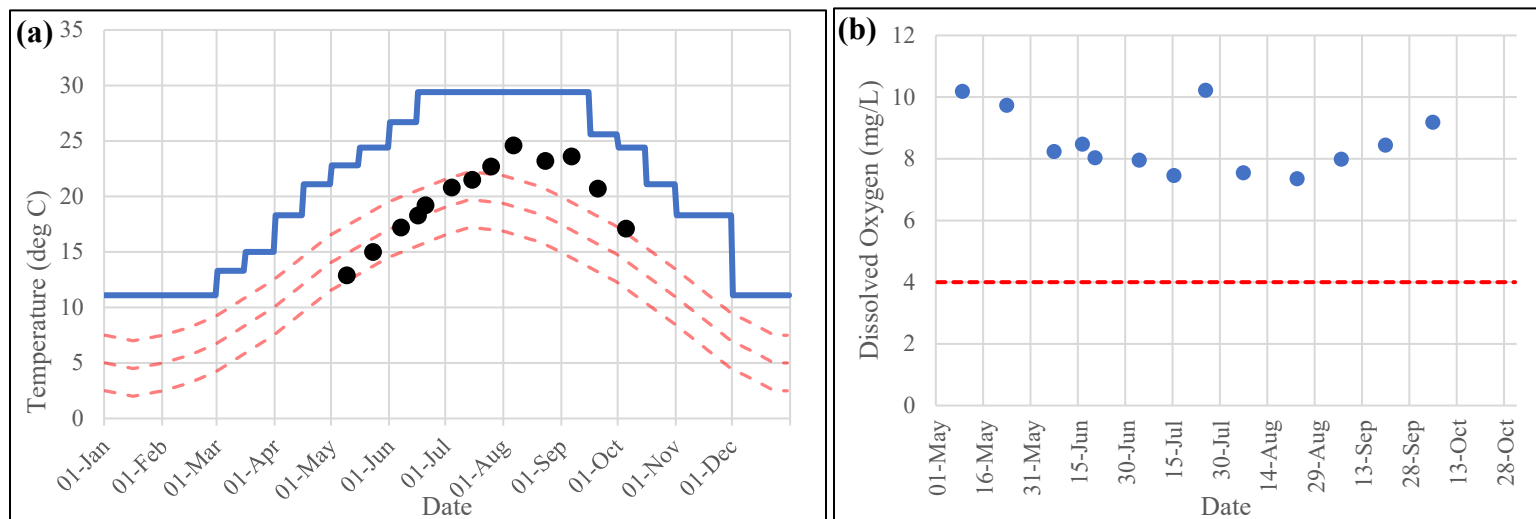 (a)
Temperature (deg C)
35
30
25
20
15
10
5
0
01-Jan
01-Feb
01-Mar
01-Apr
01-May
01-Jun
01-Jul
01-Aug
01-Sep
01-Oct
01-Nov
01-Dec
Date
(b)
Dissolved Oxygen (mg/L)
12
10
8
6
4
2
0
01-May
16-May
31-May
15-Jun
30-Jun
15-Jul
30-Jul
14-Aug
29-Aug
13-Sep
28-Sep
13-Oct
28-Oct
Date